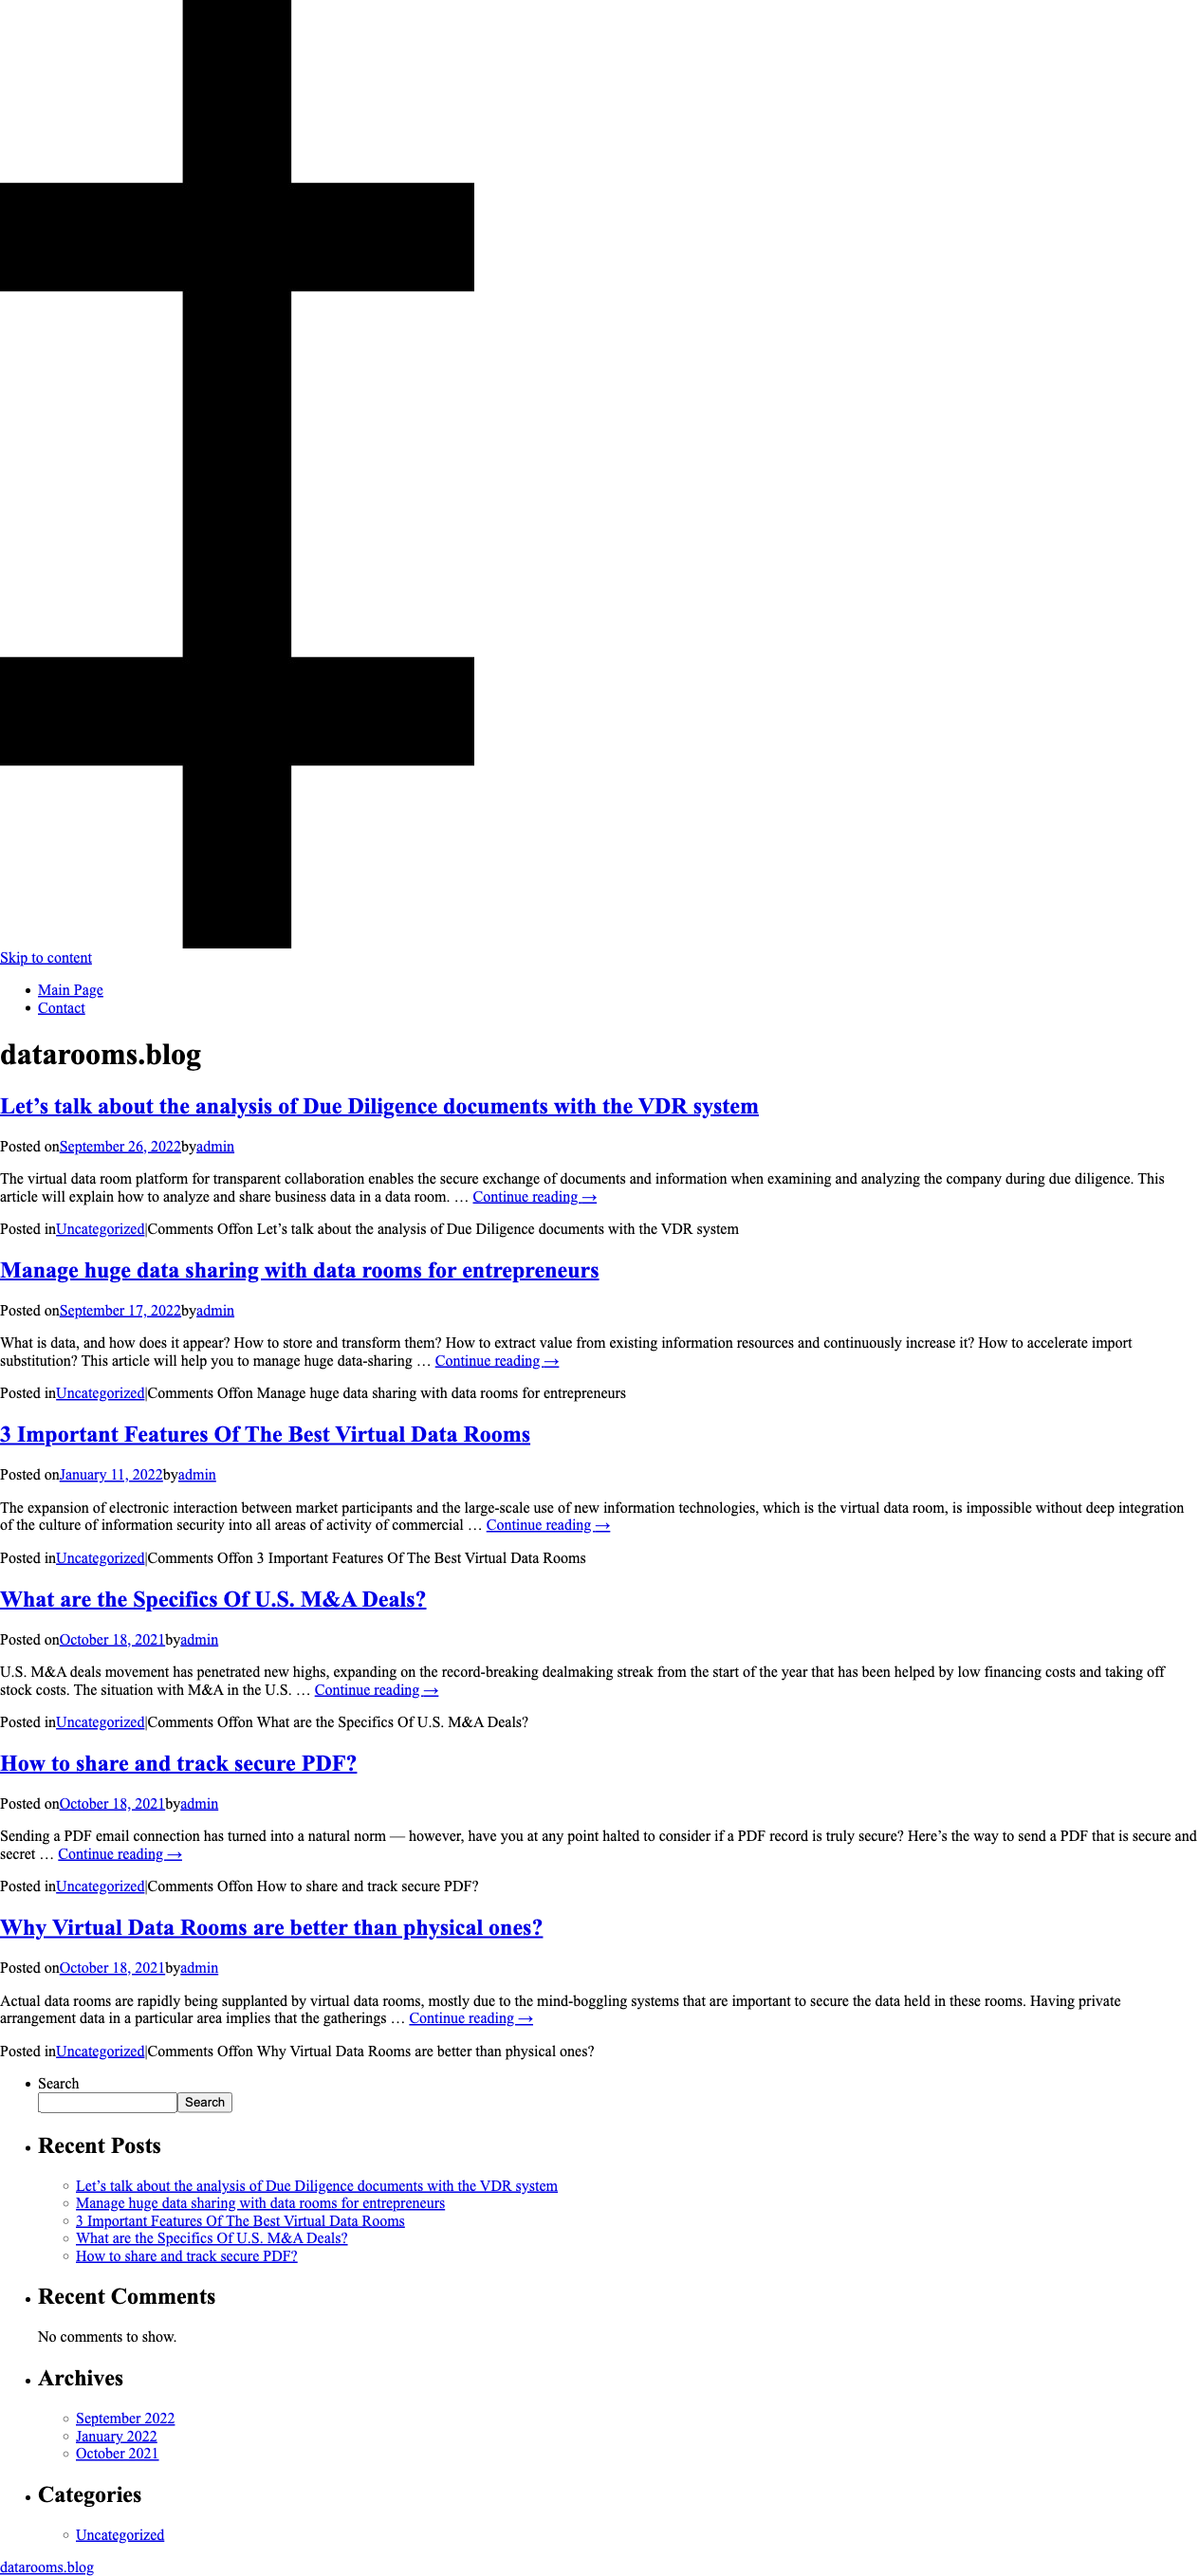 Skip to content
Main Page
Contact
datarooms.blog
Let’s talk about the analysis of Due Diligence documents with the VDR system
Posted onSeptember 26, 2022byadmin
The virtual data room platform for transparent collaboration enables the secure exchange of documents and information when examining and analyzing the company during due diligence. This
article will explain how to analyze and share business data in a data room. … Continue reading →
Posted inUncategorized|Comments Offon Let’s talk about the analysis of Due Diligence documents with the VDR system
Manage huge data sharing with data rooms for entrepreneurs
Posted onSeptember 17, 2022byadmin
What is data, and how does it appear? How to store and transform them? How to extract value from existing information resources and continuously increase it? How to accelerate import
substitution? This article will help you to manage huge data-sharing … Continue reading →
Posted inUncategorized|Comments Offon Manage huge data sharing with data rooms for entrepreneurs
3 Important Features Of The Best Virtual Data Rooms
Posted onJanuary 11, 2022byadmin
The expansion of electronic interaction between market participants and the large-scale use of new information technologies, which is the virtual data room, is impossible without deep integration
of the culture of information security into all areas of activity of commercial … Continue reading →
Posted inUncategorized|Comments Offon 3 Important Features Of The Best Virtual Data Rooms
What are the Specifics Of U.S. M&A Deals?
Posted onOctober 18, 2021byadmin
U.S. M&A deals movement has penetrated new highs, expanding on the record-breaking dealmaking streak from the start of the year that has been helped by low financing costs and taking off
stock costs. The situation with M&A in the U.S. … Continue reading →
Posted inUncategorized|Comments Offon What are the Specifics Of U.S. M&A Deals?
How to share and track secure PDF?
Posted onOctober 18, 2021byadmin
Sending a PDF email connection has turned into a natural norm — however, have you at any point halted to consider if a PDF record is truly secure? Here’s the way to send a PDF that is secure and
secret … Continue reading →
Posted inUncategorized|Comments Offon How to share and track secure PDF?
Why Virtual Data Rooms are better than physical ones?
Posted onOctober 18, 2021byadmin
Actual data rooms are rapidly being supplanted by virtual data rooms, mostly due to the mind-boggling systems that are important to secure the data held in these rooms. Having private
arrangement data in a particular area implies that the gatherings … Continue reading →
Posted inUncategorized|Comments Offon Why Virtual Data Rooms are better than physical ones?
Search
Search
Recent Posts
Let’s talk about the analysis of Due Diligence documents with the VDR system
Manage huge data sharing with data rooms for entrepreneurs
3 Important Features Of The Best Virtual Data Rooms
What are the Specifics Of U.S. M&A Deals?
How to share and track secure PDF?
Recent Comments
No comments to show.
Archives
September 2022
January 2022
October 2021
Categories
Uncategorized
datarooms.blog